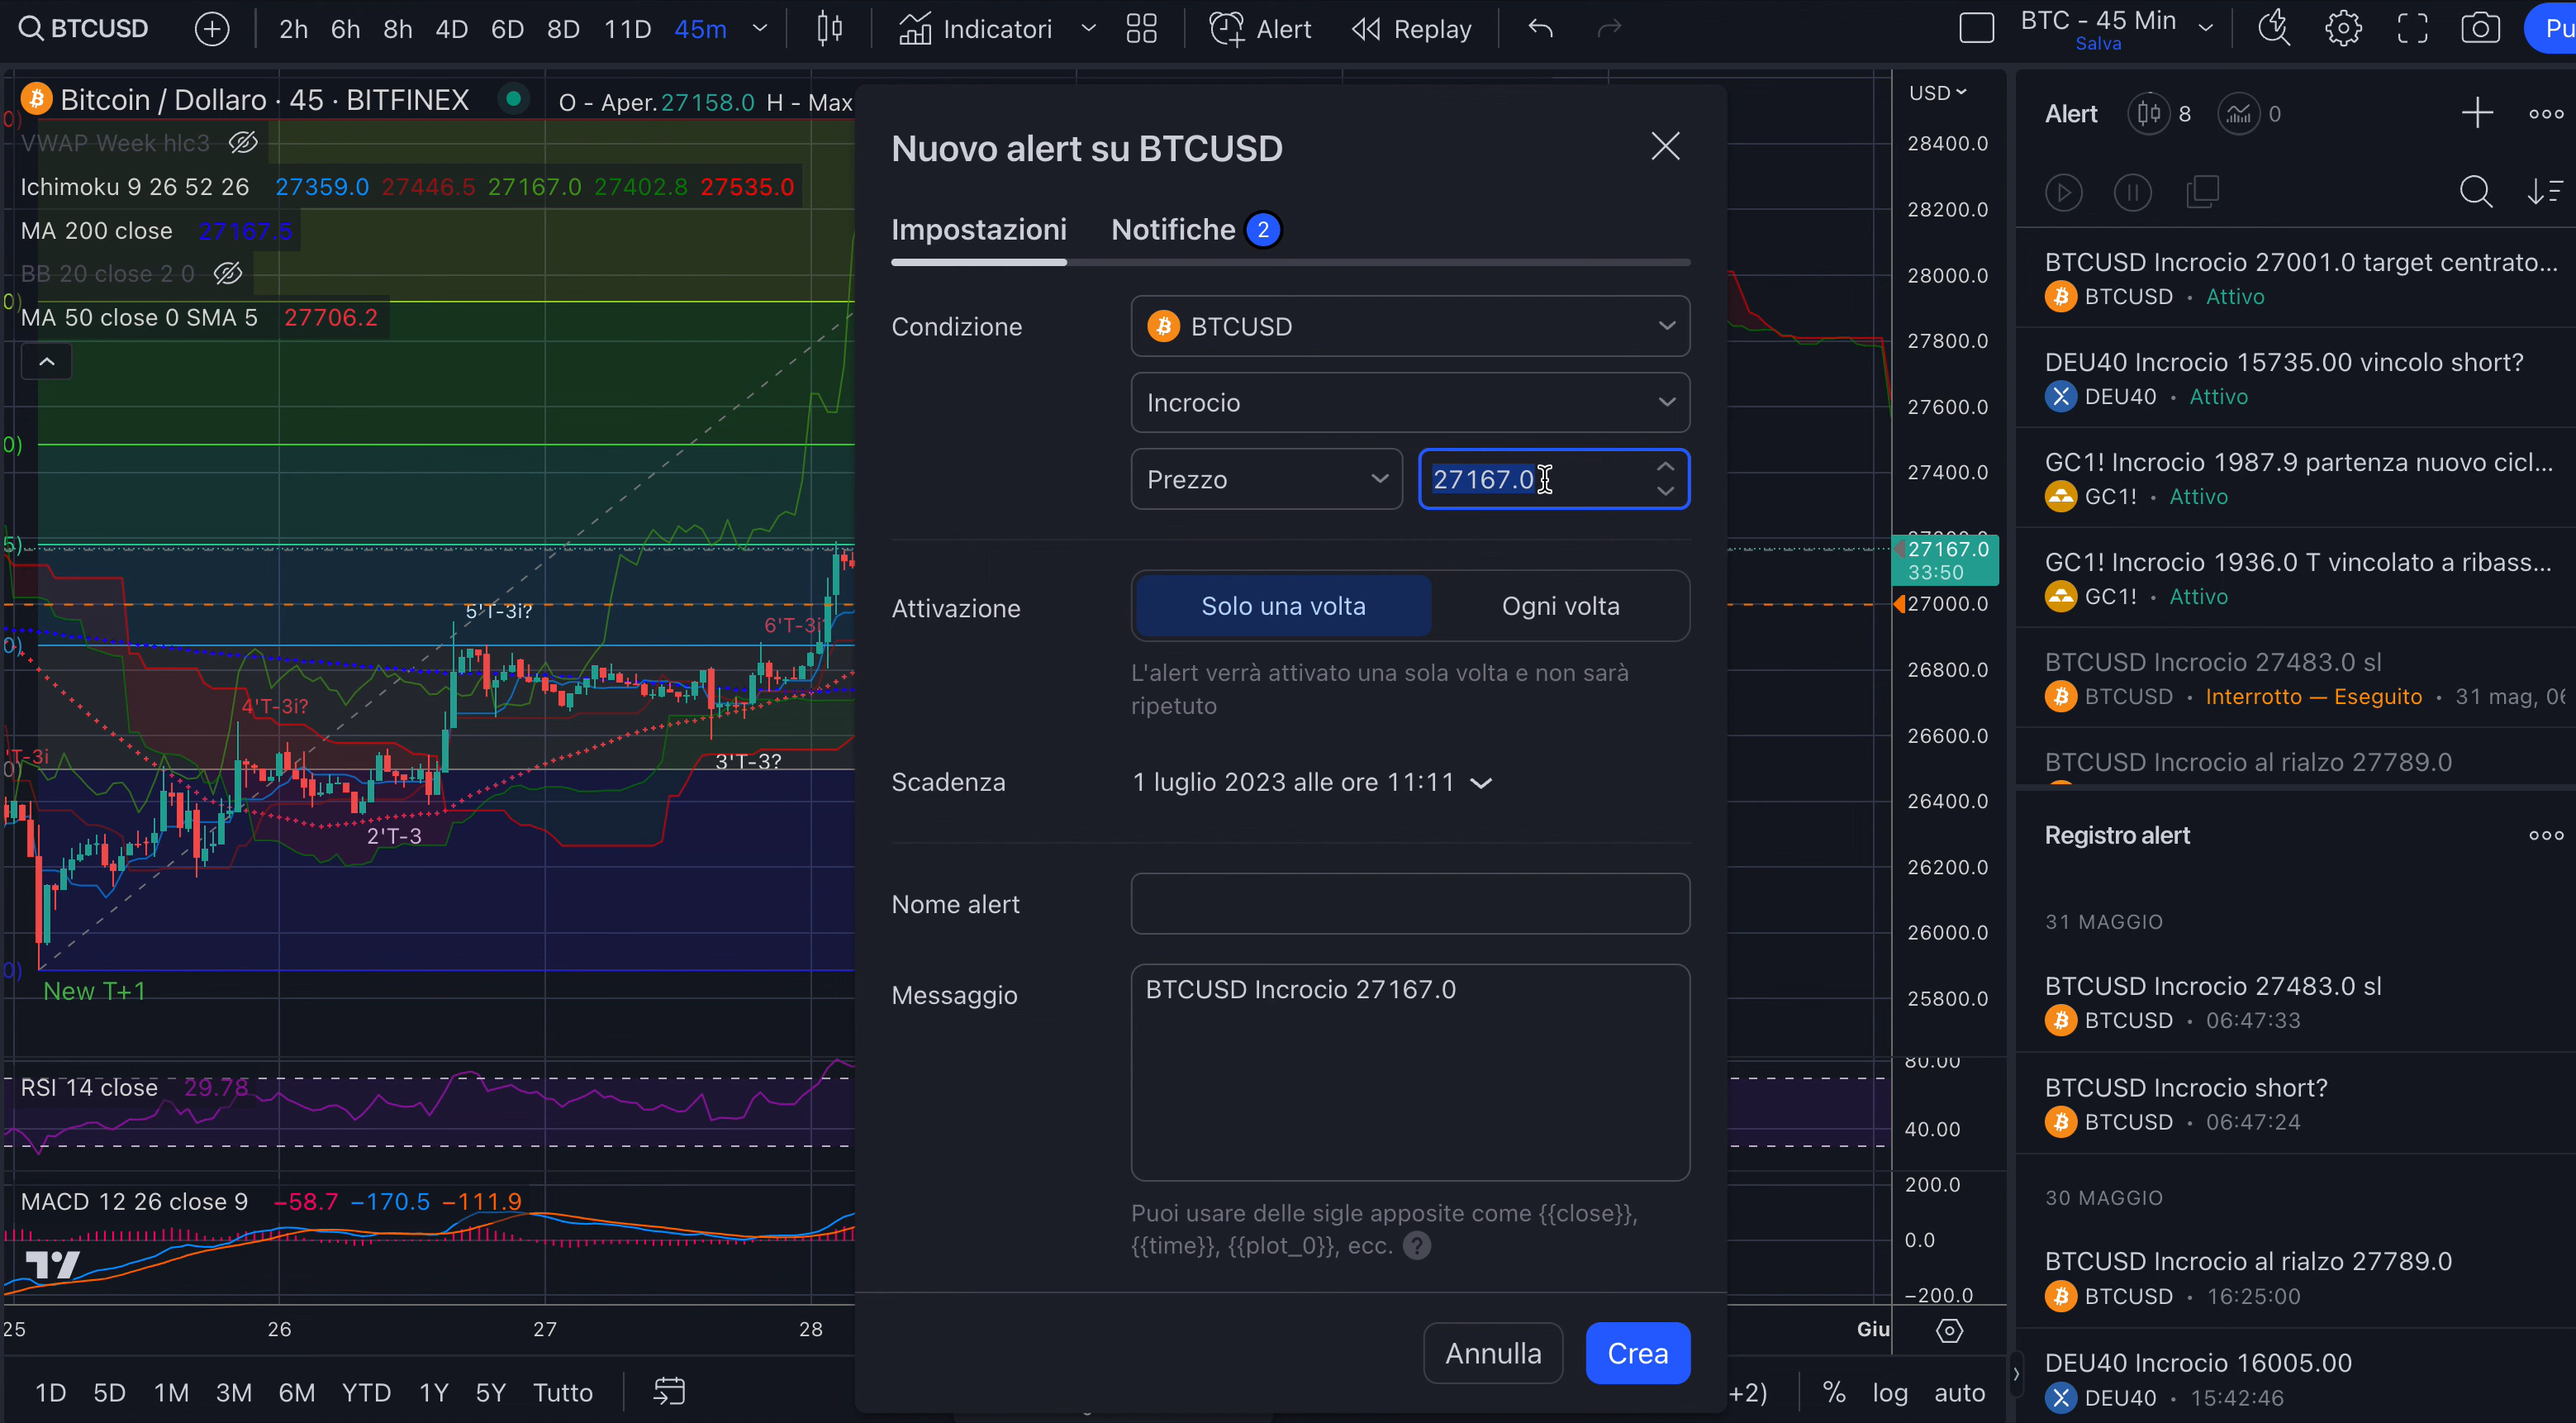 BTCUSD 2h 6h 8h 4D 6D 8D 11D 45m Indicatori Alert Replay BTC - 45 Min
Salva
Bitcoin / Dollaro · 45 · BITFINEX O - Aper.27158.0 H - Max
VWAP Week hlc3
Ichimoku 9 26 52 26 27359.0 27446.5 27167.0 27402.8 27535.0
MA 200 close 27167.5
BB 20 close 2 0
MA 50 close 0 SMA 5 27706.2
5'T-3i?
6'T-3i
4'T-3i?
'T-3i
3'T-3?
2'T-3
New T+1
RSI 14 close 29.78
MACD 12 26 close 9 −58.7 −170.5 −111.9
25 26 27 28
1D 5D 1M 3M 6M YTD 1Y 5Y Tutto
Nuovo alert su BTCUSD
Impostazioni Notifiche 2
Condizione BTCUSD
Incrocio
Prezzo 27167.0
Attivazione Solo una volta Ogni volta
L'alert verrà attivato una sola volta e non sarà
ripetuto
Scadenza 1 luglio 2023 alle ore 11:11
Nome alert
Messaggio BTCUSD Incrocio 27167.0
Puoi usare delle sigle apposite come {{close}},
{{time}}, {{plot_0}}, ecc. ?
Annulla Crea
USD
28400.0
28200.0
28000.0
27800.0
27600.0
27400.0
27167.0
33:50
27000.0
26800.0
26600.0
26400.0
26200.0
26000.0
25800.0
80.00
40.00
200.0
0.0
−200.0
Giu
+2) % log auto
Alert 8 0
BTCUSD Incrocio 27001.0 target centrato...
BTCUSD · Attivo
DEU40 Incrocio 15735.00 vincolo short?
DEU40 · Attivo
GC1! Incrocio 1987.9 partenza nuovo cicl...
GC1! · Attivo
GC1! Incrocio 1936.0 T vincolato a ribass...
GC1! · Attivo
BTCUSD Incrocio 27483.0 sl
BTCUSD · Interrotto — Eseguito · 31 mag, 06
BTCUSD Incrocio al rialzo 27789.0
Registro alert
31 MAGGIO
BTCUSD Incrocio 27483.0 sl
BTCUSD · 06:47:33
BTCUSD Incrocio short?
BTCUSD · 06:47:24
30 MAGGIO
BTCUSD Incrocio al rialzo 27789.0
BTCUSD · 16:25:00
DEU40 Incrocio 16005.00
DEU40 · 15:42:46